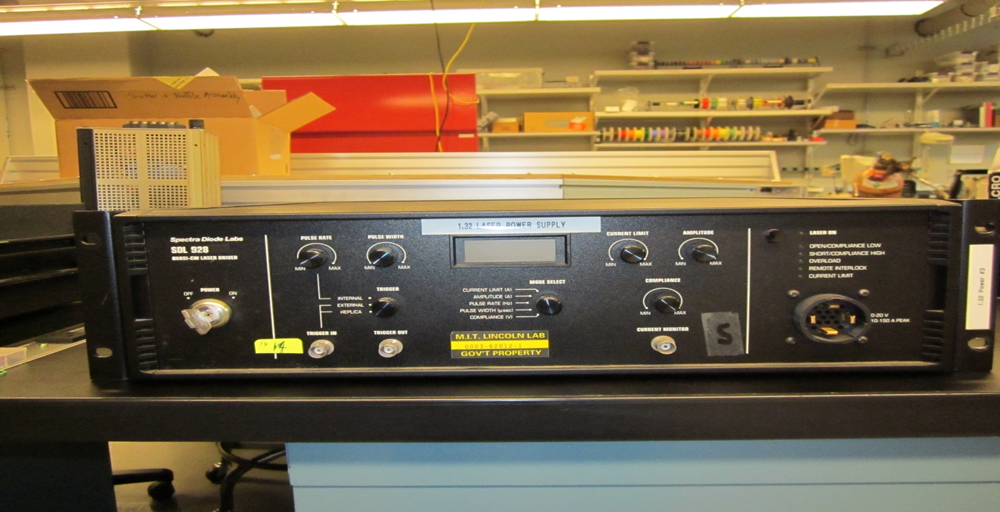 Shutter + Baffle Assembly
1.32 LASER POWER SUPPLY
Spectra Diode Labs
SDL 928
QUASI-CW LASER DRIVER
POWER
OFF
ON
PULSE RATE
MIN
MAX
PULSE WIDTH
MIN
MAX
TRIGGER
INTERNAL
EXTERNAL
REPLICA
TRIGGER IN
TRIGGER OUT
MODE SELECT
CURRENT LIMIT (A)
AMPLITUDE (A)
PULSE RATE (Hz)
PULSE WIDTH (µsec)
COMPLIANCE (V)
M.I.T. LINCOLN LAB
0003-62012-1
GOV'T PROPERTY
CURRENT LIMIT
MIN
MAX
AMPLITUDE
MIN
MAX
COMPLIANCE
MIN
MAX
CURRENT MONITOR
S
LASER ON
OPEN/COMPLIANCE LOW
SHORT/COMPLIANCE HIGH
OVERLOAD
REMOTE INTERLOCK
CURRENT LIMIT
0-20 V
10-150 A PEAK
1.32 Power #3
CRO